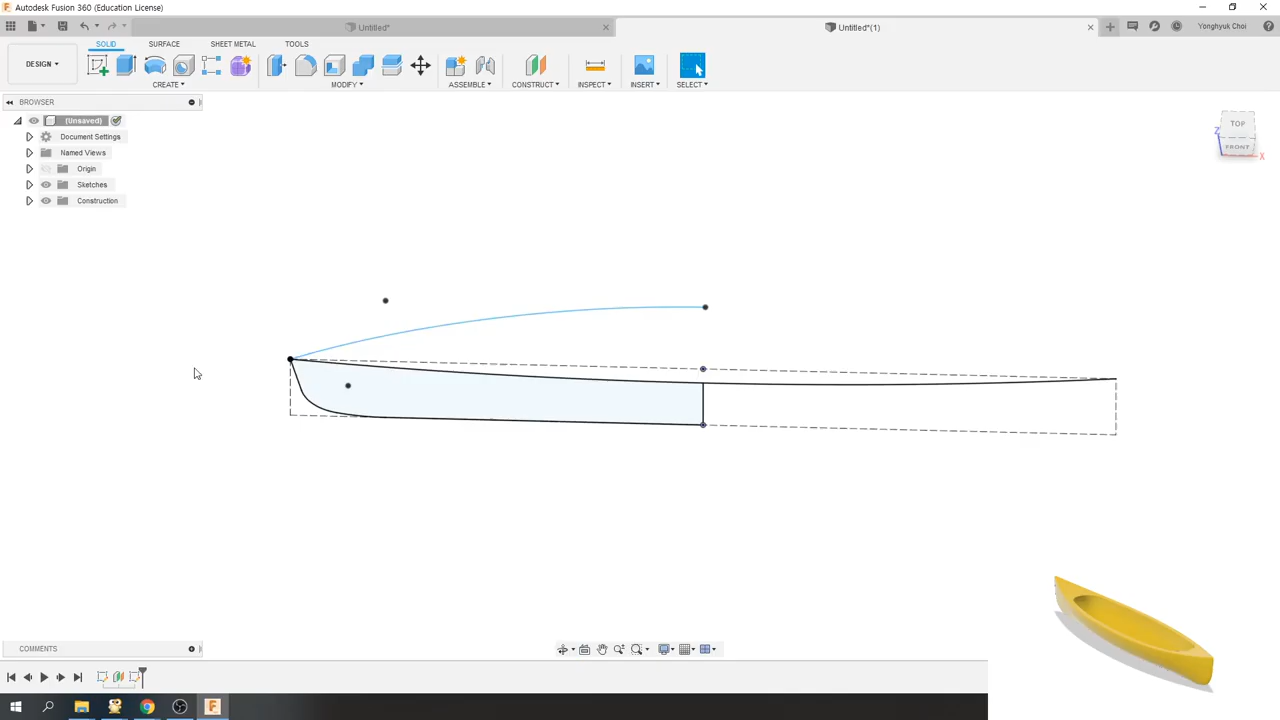 Autodesk Fusion 360 (Education License)
Untitled*
Untitled*(1)
Yonghyuk Choi
SOLID SURFACE SHEET METAL TOOLS
DESIGN
CREATE MODIFY ASSEMBLE CONSTRUCT INSPECT INSERT SELECT
BROWSER
(Unsaved)
Document Settings
Named Views
Origin
Sketches
Construction
TOP
FRONT
Z
X
COMMENTS